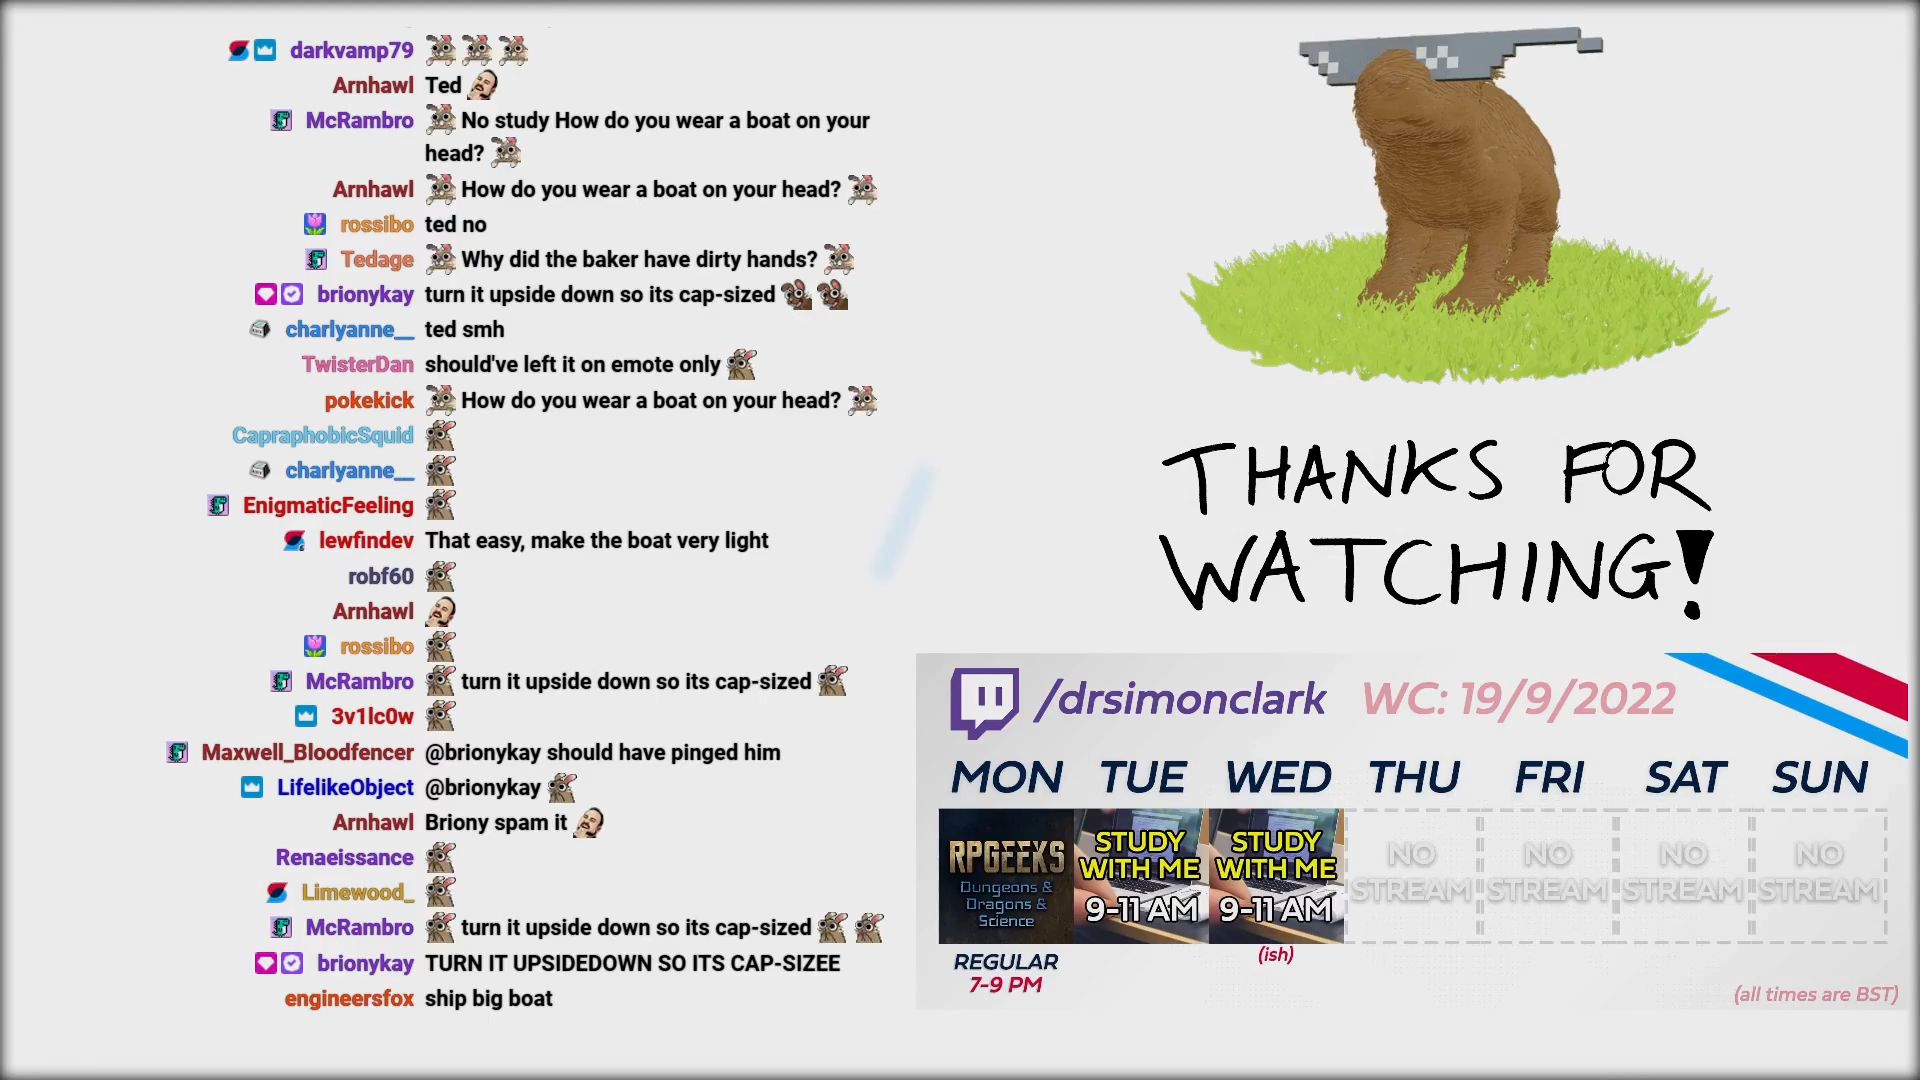 darkvamp79
Arnhawl Ted
McRambro No study How do you wear a boat on your
head?
Arnhawl How do you wear a boat on your head?
rossibo ted no
Tedage Why did the baker have dirty hands?
brionykay turn it upside down so its cap-sized
charlyanne__ ted smh
TwisterDan should've left it on emote only
pokekick How do you wear a boat on your head?
CapraphobicSquid
charlyanne__
EnigmaticFeeling
lewfindev That easy, make the boat very light
robf60
Arnhawl
rossibo
McRambro turn it upside down so its cap-sized
3v1lc0w
Maxwell_Bloodfencer @brionykay should have pinged him
LifelikeObject @brionykay
Arnhawl Briony spam it
Renaeissance
Limewood_
McRambro turn it upside down so its cap-sized
brionykay TURN IT UPSIDEDOWN SO ITS CAP-SIZEE
engineersfox ship big boat
THANKS FOR
WATCHING!
/drsimonclark WC: 19/9/2022
MON TUE WED THU FRI SAT SUN
RPGEEKS
Dungeons &
Dragons &
Science
STUDY
WITH ME
9-11 AM
STUDY
WITH ME
9-11 AM
NO
STREAM
NO
STREAM
NO
STREAM
NO
STREAM
REGULAR
7-9 PM
(ish)
(all times are BST)